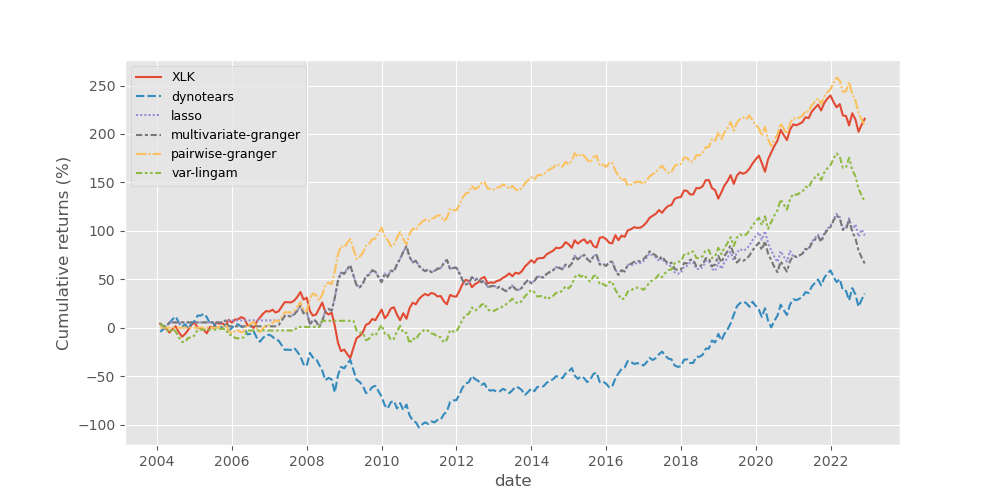 Cumulative returns (%)
250
200
150
100
50
0
−50
−100
XLK
dynotears
lasso
multivariate-granger
pairwise-granger
var-lingam
2004 2006 2008 2010 2012 2014 2016 2018 2020 2022
date